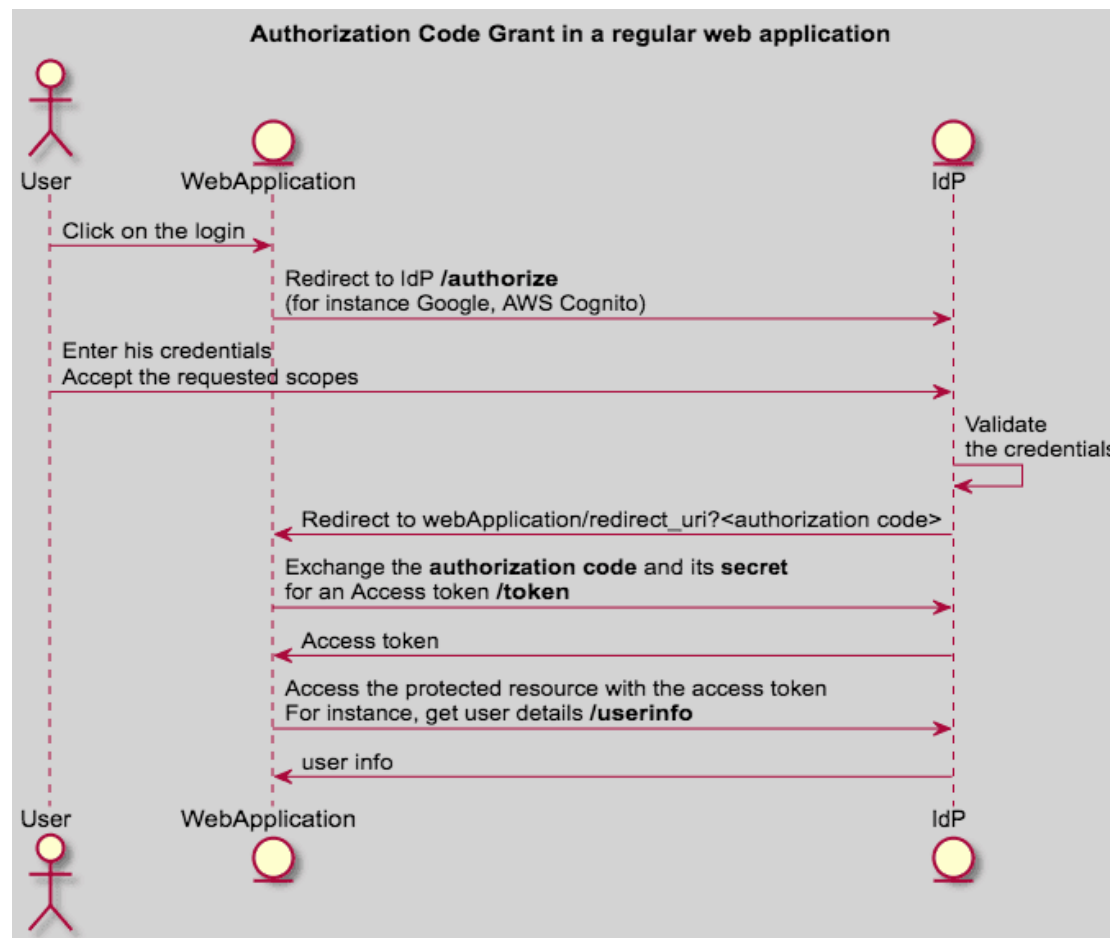 Authorization Code Grant in a regular web application
User
WebApplication
IdP
Click on the login
Redirect to IdP /authorize
(for instance Google, AWS Cognito)
Enter his credentials
Accept the requested scopes
Validate
the credentials
Redirect to webApplication/redirect_uri?<authorization code>
Exchange the authorization code and its secret
for an Access token /token
Access token
Access the protected resource with the access token
For instance, get user details /userinfo
user info
User
WebApplication
IdP